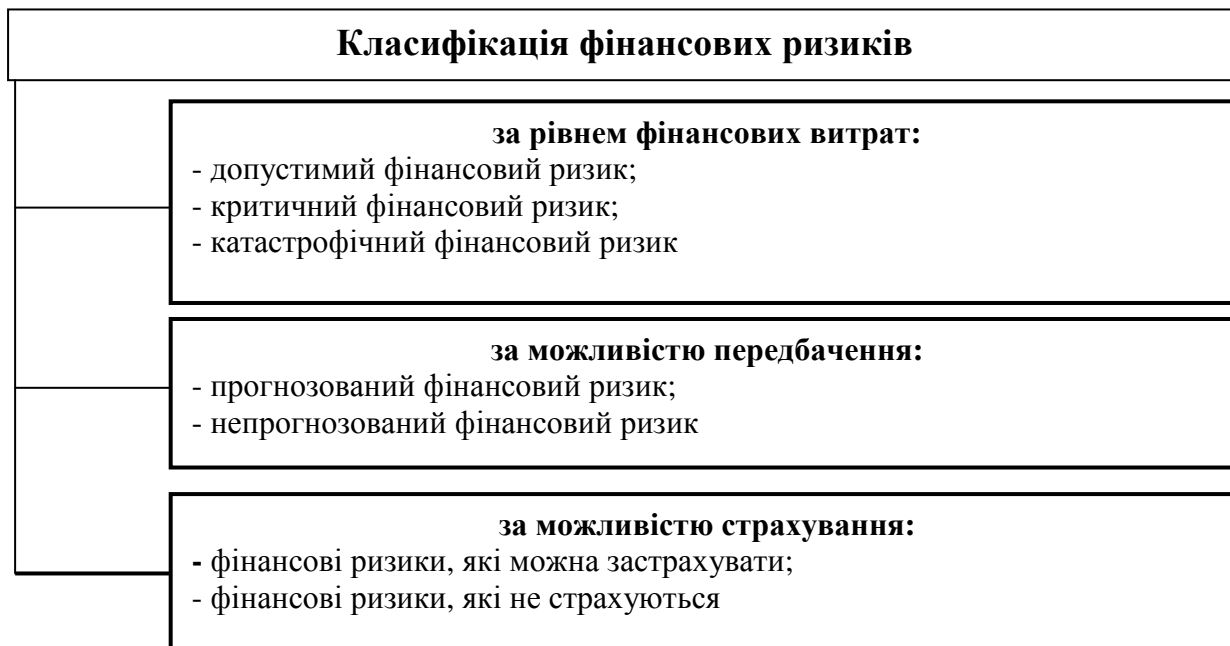 Класифікація фінансових ризиків
за рівнем фінансових витрат:
- допустимий фінансовий ризик;
- критичний фінансовий ризик;
- катастрофічний фінансовий ризик
за можливістю передбачення:
- прогнозований фінансовий ризик;
- непрогнозований фінансовий ризик
за можливістю страхування:
- фінансові ризики, які можна застрахувати;
- фінансові ризики, які не страхуються